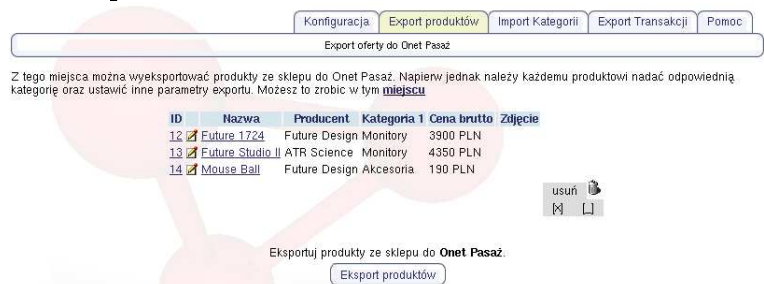 Konfiguracja Export produktów Import Kategorii Export Transakcji Pomoc
Export oferty do Onet Pasaż
Z tego miejsca można wyeksportować produkty ze sklepu do Onet Pasaż. Napierw jednak należy każdemu produktowi nadać odpowiednią
kategorię oraz ustawić inne parametry exportu. Możesz to zrobic w tym miejscu
ID Nazwa Producent Kategoria 1 Cena brutto Zdjęcie
12 Future 1724 Future Design Monitory 3900 PLN
13 Future Studio II ATR Science Monitory 4350 PLN
14 Mouse Ball Future Design Akcesoria 190 PLN
usuń
[x] [_]
Eksportuj produkty ze sklepu do Onet Pasaż.
Eksport produktów